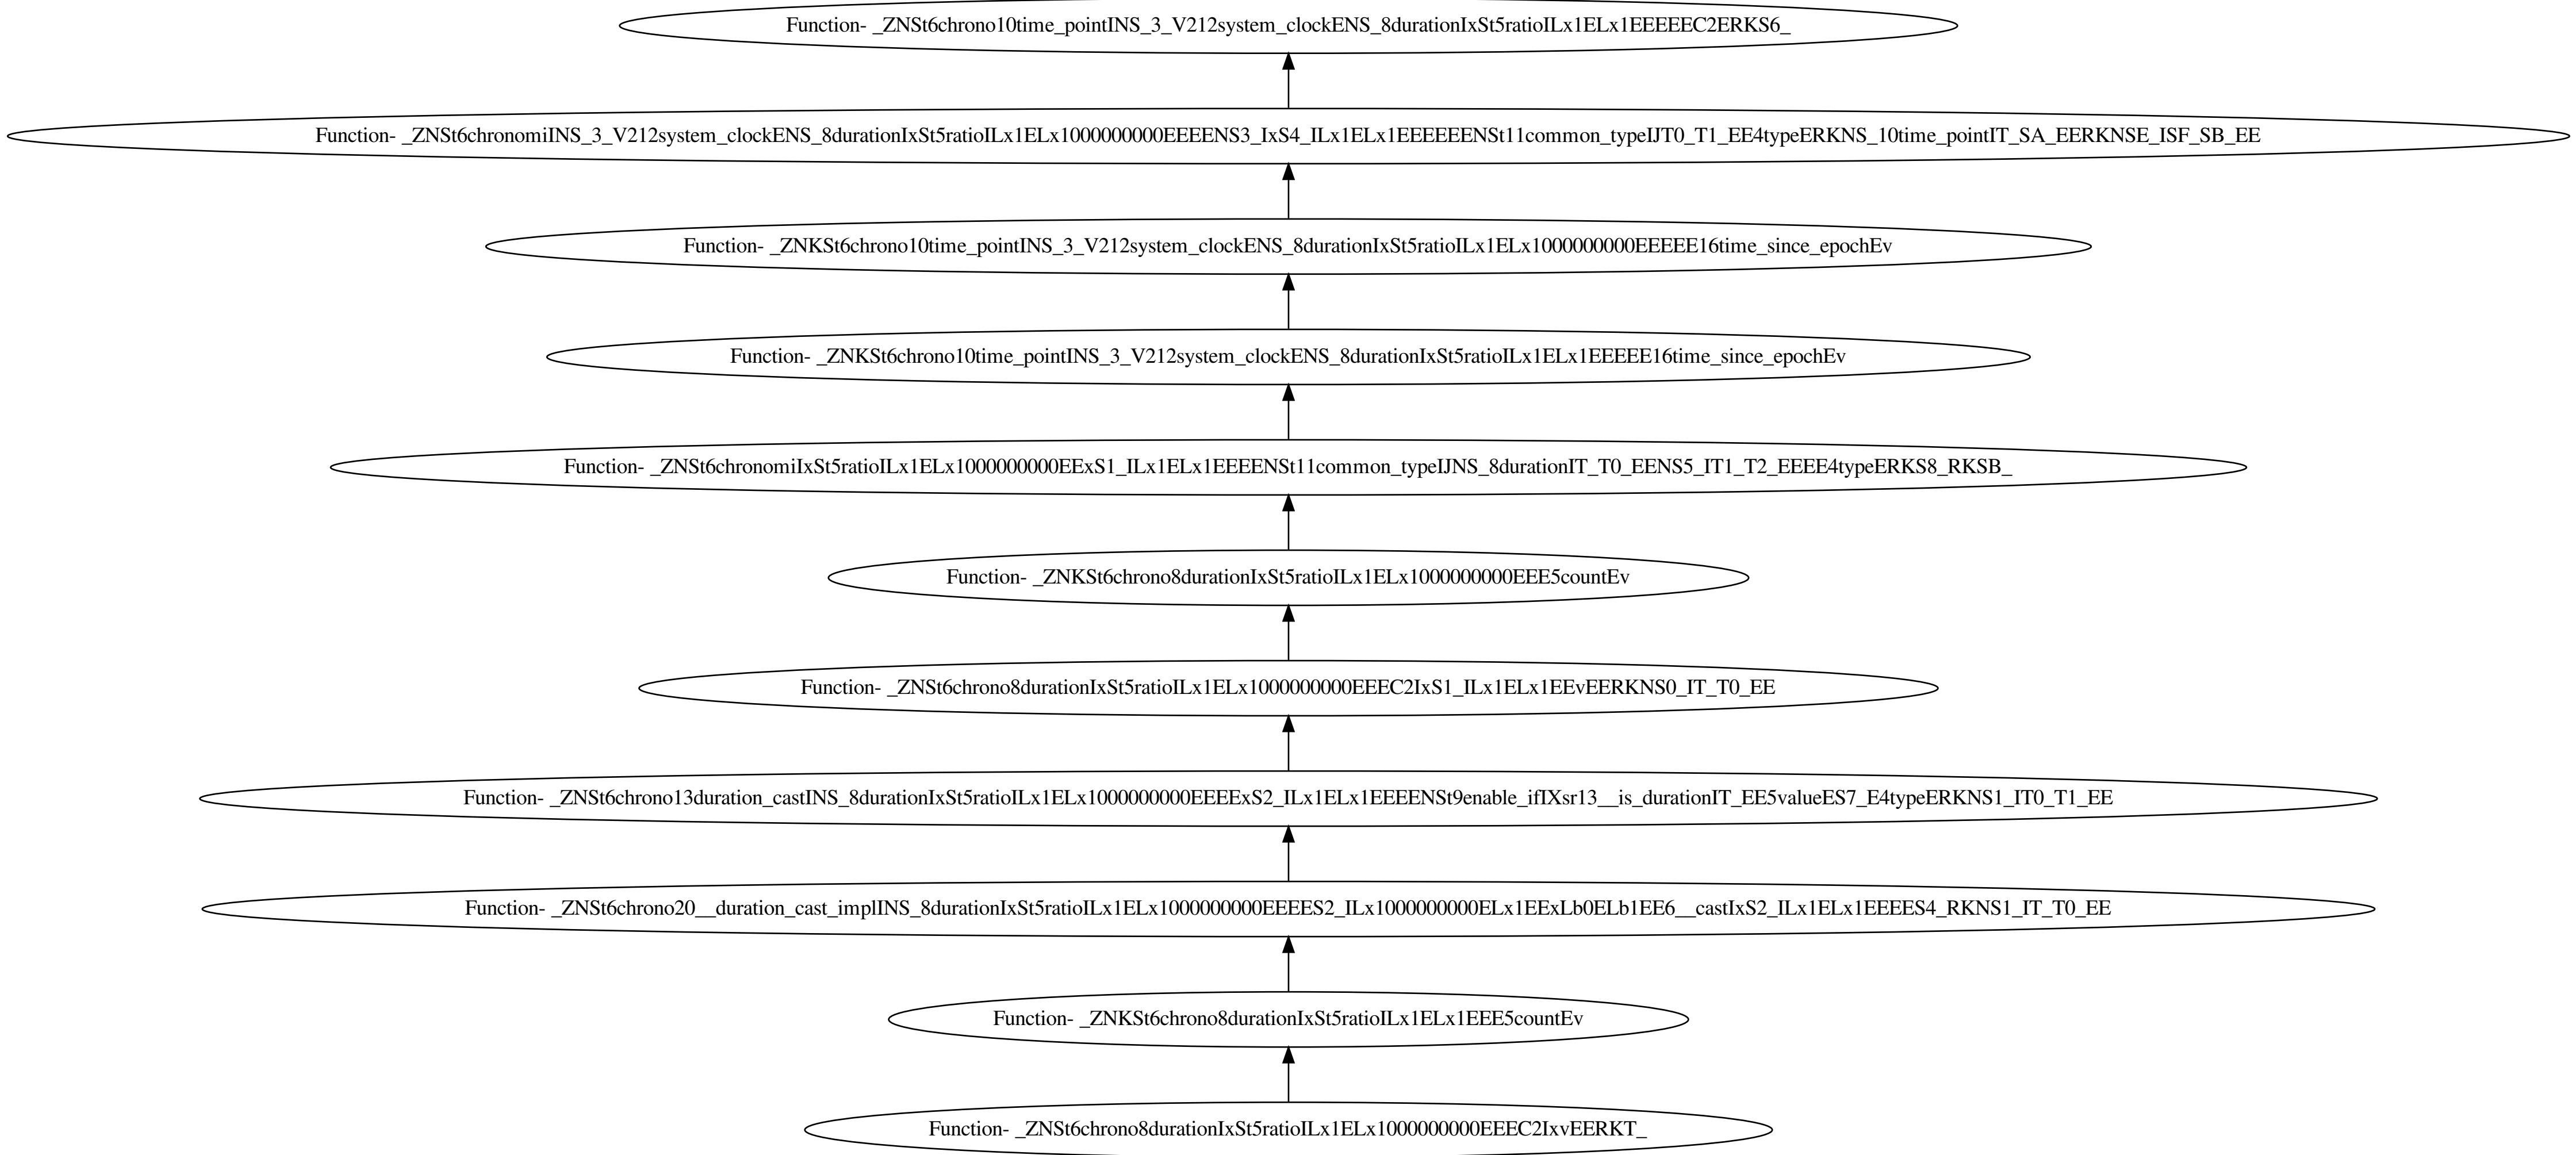 Function- _ZNSt6chrono10time_pointINS_3_V212system_clockENS_8durationIxSt5ratioILx1ELx1EEEEEC2ERKS6_
Function- _ZNSt6chronomiINS_3_V212system_clockENS_8durationIxSt5ratioILx1ELx1000000000EEEENS3_IxS4_ILx1ELx1EEEEEENSt11common_typeIJT0_T1_EE4typeERKNS_10time_pointIT_SA_EERKNSE_ISF_SB_EE
Function- _ZNKSt6chrono10time_pointINS_3_V212system_clockENS_8durationIxSt5ratioILx1ELx1000000000EEEEE16time_since_epochEv
Function- _ZNKSt6chrono10time_pointINS_3_V212system_clockENS_8durationIxSt5ratioILx1ELx1EEEEE16time_since_epochEv
Function- _ZNSt6chronomiIxSt5ratioILx1ELx1000000000EExS1_ILx1ELx1EEEENSt11common_typeIJNS_8durationIT_T0_EENS5_IT1_T2_EEEE4typeERKS8_RKSB_
Function- _ZNKSt6chrono8durationIxSt5ratioILx1ELx1000000000EEE5countEv
Function- _ZNSt6chrono8durationIxSt5ratioILx1ELx1000000000EEEC2IxS1_ILx1ELx1EEvEERKNS0_IT_T0_EE
Function- _ZNSt6chrono13duration_castINS_8durationIxSt5ratioILx1ELx1000000000EEEExS2_ILx1ELx1EEEENSt9enable_ifIXsr13__is_durationIT_EE5valueES7_E4typeERKNS1_IT0_T1_EE
Function- _ZNSt6chrono20__duration_cast_implINS_8durationIxSt5ratioILx1ELx1000000000EEEES2_ILx1000000000ELx1EExLb0ELb1EE6__castIxS2_ILx1ELx1EEEES4_RKNS1_IT_T0_EE
Function- _ZNKSt6chrono8durationIxSt5ratioILx1ELx1EEE5countEv
Function- _ZNSt6chrono8durationIxSt5ratioILx1ELx1000000000EEEC2IxvEERKT_